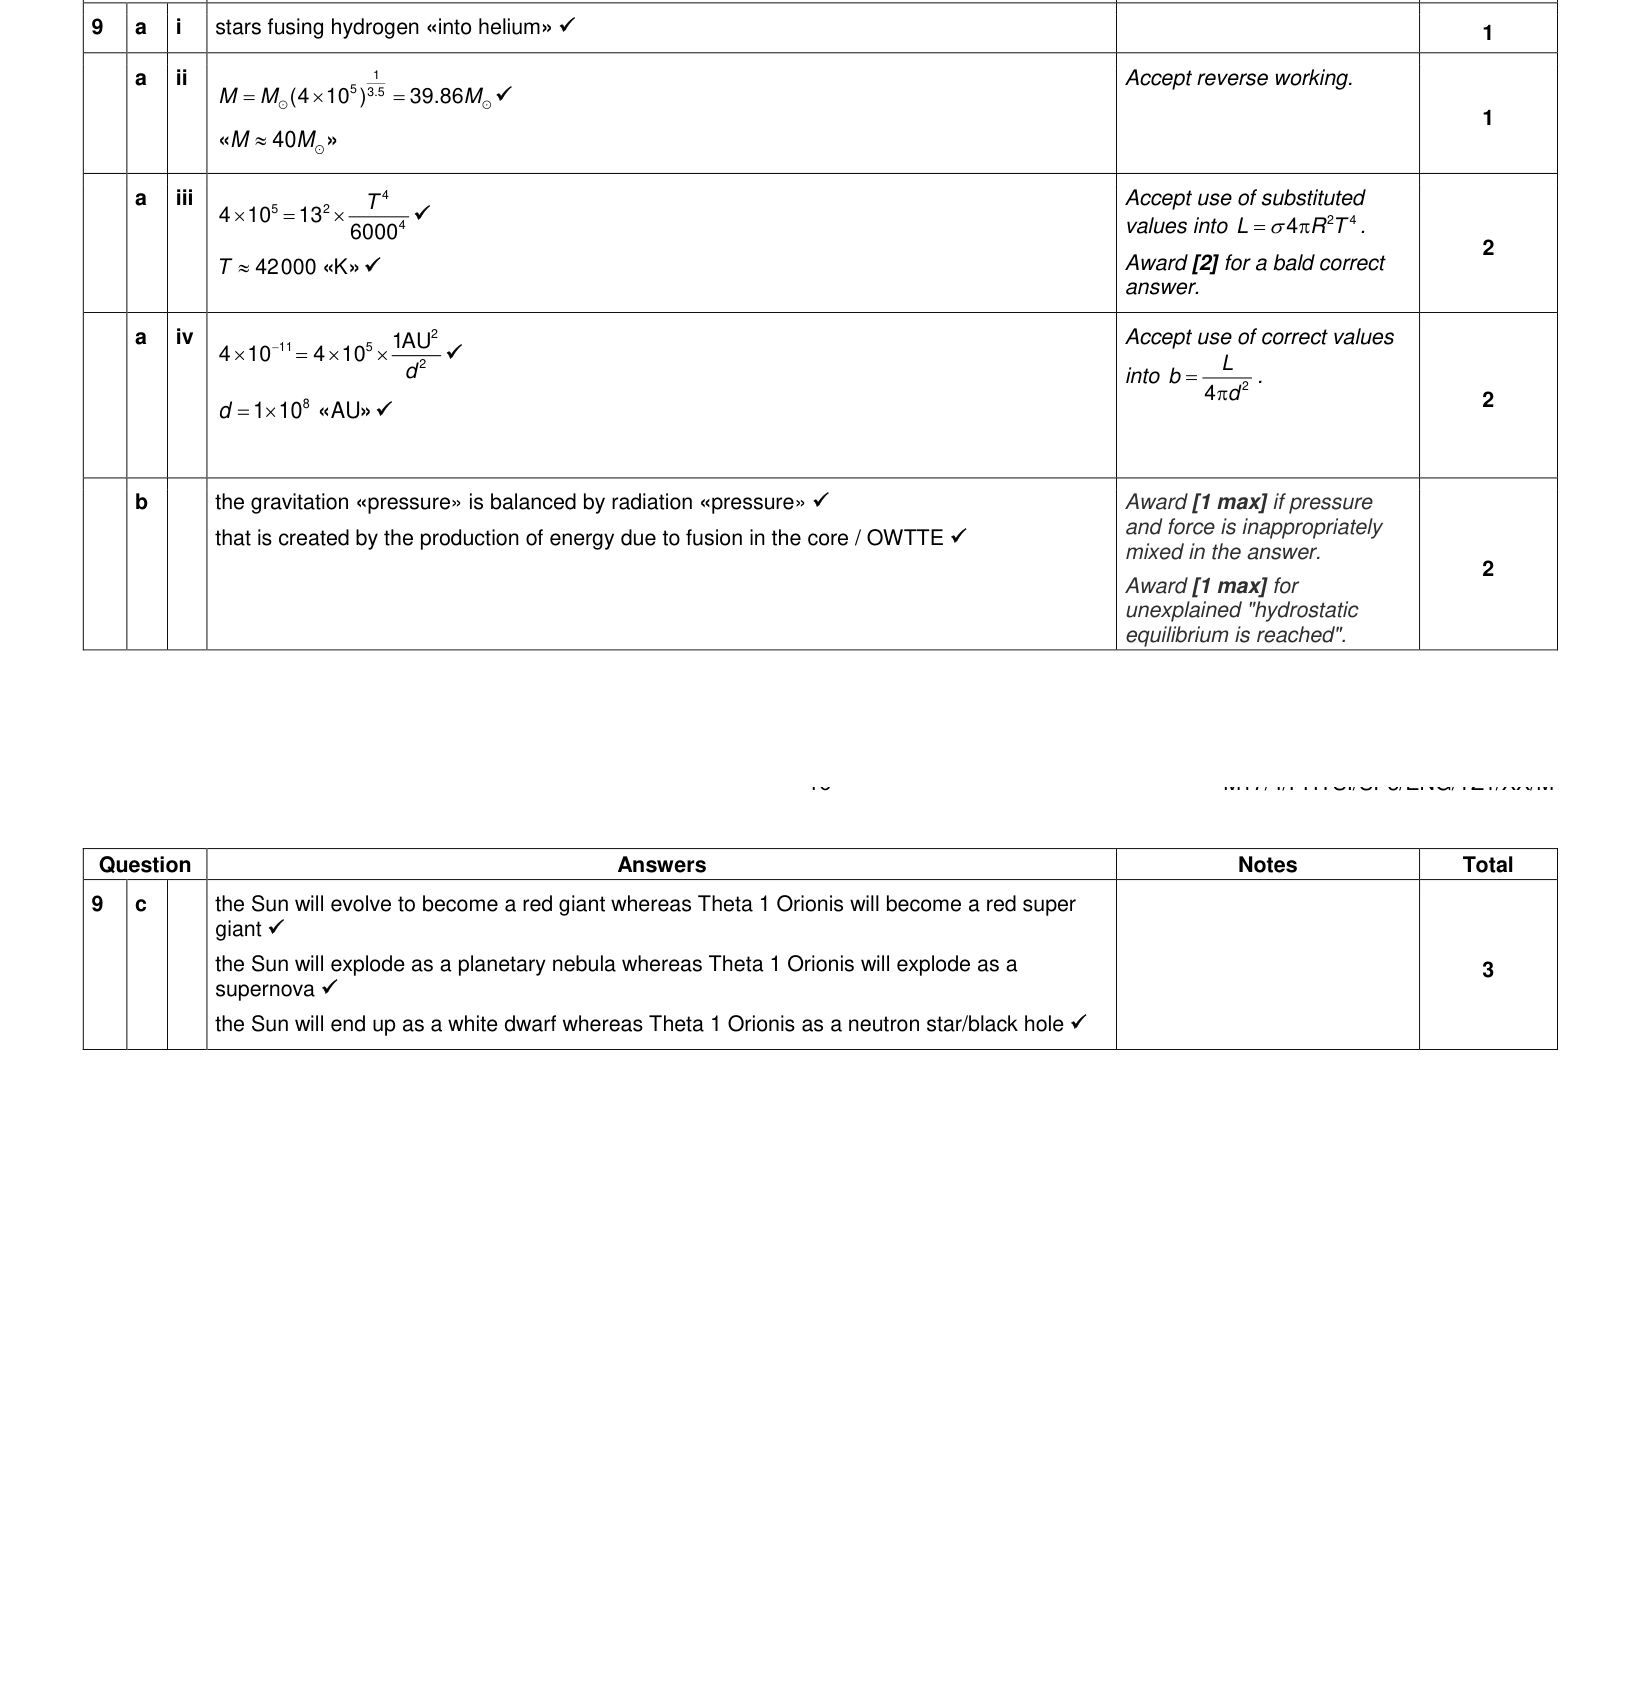 9 a i stars fusing hydrogen «into helium» ✓ 1
a ii M = M☉(4×10⁵)^(1/3.5) = 39.86M☉ ✓ Accept reverse working. 1
«M ≈ 40M☉»
a iii 4×10⁵ = 13² × T⁴/6000⁴ ✓ Accept use of substituted
values into L = σ4πR²T⁴.
T ≈ 42000 «K» ✓ Award [2] for a bald correct
answer. 2
a iv 4×10⁻¹¹ = 4×10⁵ × 1AU²/d² ✓ Accept use of correct values
into b = L/4πd². 2
d = 1×10⁸ «AU» ✓
b the gravitation «pressure» is balanced by radiation «pressure» ✓
that is created by the production of energy due to fusion in the core / OWTTE ✓
Award [1 max] if pressure
and force is inappropriately
mixed in the answer.
Award [1 max] for
unexplained "hydrostatic
equilibrium is reached".
2
Question Answers Notes Total
9 c the Sun will evolve to become a red giant whereas Theta 1 Orionis will become a red super
giant ✓
the Sun will explode as a planetary nebula whereas Theta 1 Orionis will explode as a
supernova ✓
the Sun will end up as a white dwarf whereas Theta 1 Orionis as a neutron star/black hole ✓
3